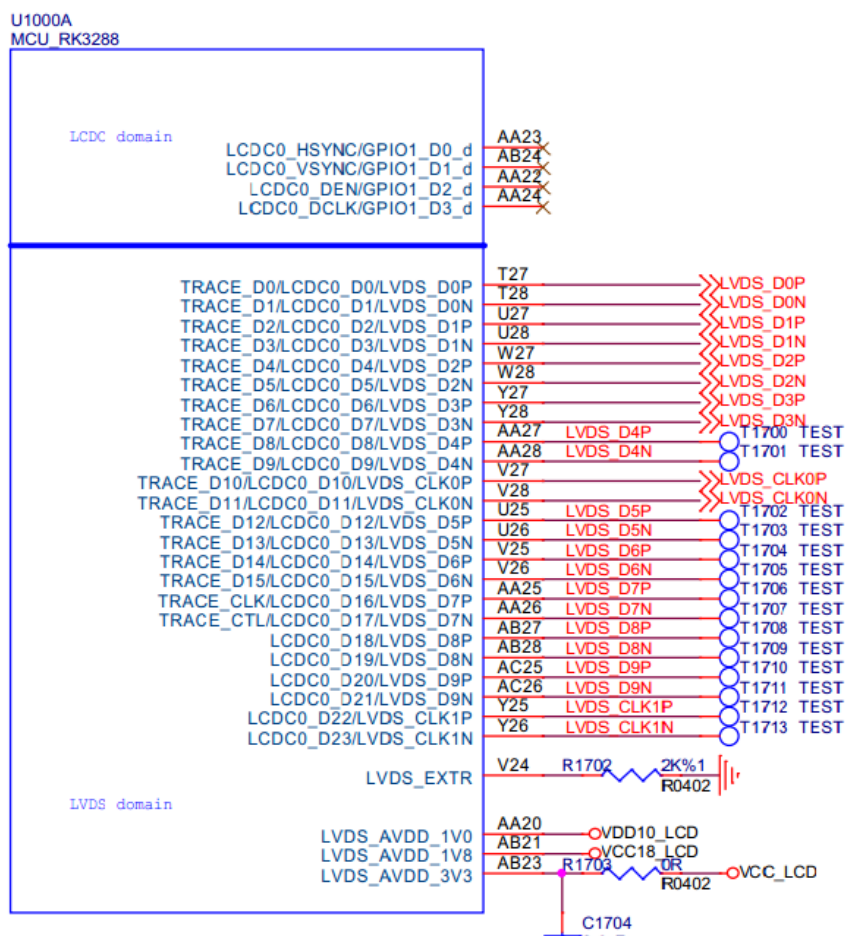 U1000A
MCU_RK3288
LCDC domain
LCDC0_HSYNC/GPIO1_D0_d AA23
LCDC0_VSYNC/GPIO1_D1_d AB24
LCDC0_DEN/GPIO1_D2_d AA22
LCDC0_DCLK/GPIO1_D3_d AA24
TRACE_D0/LCDC0_D0/LVDS_D0P T27 LVDS_D0P
TRACE_D1/LCDC0_D1/LVDS_D0N T28 LVDS_D0N
TRACE_D2/LCDC0_D2/LVDS_D1P U27 LVDS_D1P
TRACE_D3/LCDC0_D3/LVDS_D1N U28 LVDS_D1N
TRACE_D4/LCDC0_D4/LVDS_D2P W27 LVDS_D2P
TRACE_D5/LCDC0_D5/LVDS_D2N W28 LVDS_D2N
TRACE_D6/LCDC0_D6/LVDS_D3P Y27 LVDS_D3P
TRACE_D7/LCDC0_D7/LVDS_D3N Y28 LVDS_D3N
TRACE_D8/LCDC0_D8/LVDS_D4P AA27 LVDS_D4P T1700 TEST
TRACE_D9/LCDC0_D9/LVDS_D4N AA28 LVDS_D4N T1701 TEST
TRACE_D10/LCDC0_D10/LVDS_CLK0P V27 LVDS_CLK0P
TRACE_D11/LCDC0_D11/LVDS_CLK0N V28 LVDS_CLK0N
TRACE_D12/LCDC0_D12/LVDS_D5P U25 LVDS_D5P T1702 TEST
TRACE_D13/LCDC0_D13/LVDS_D5N U26 LVDS_D5N T1703 TEST
TRACE_D14/LCDC0_D14/LVDS_D6P V25 LVDS_D6P T1704 TEST
TRACE_D15/LCDC0_D15/LVDS_D6N V26 LVDS_D6N T1705 TEST
TRACE_CLK/LCDC0_D16/LVDS_D7P AA25 LVDS_D7P T1706 TEST
TRACE_CTL/LCDC0_D17/LVDS_D7N AA26 LVDS_D7N T1707 TEST
LCDC0_D18/LVDS_D8P AB27 LVDS_D8P T1708 TEST
LCDC0_D19/LVDS_D8N AB28 LVDS_D8N T1709 TEST
LCDC0_D20/LVDS_D9P AC25 LVDS_D9P T1710 TEST
LCDC0_D21/LVDS_D9N AC26 LVDS_D9N T1711 TEST
LCDC0_D22/LVDS_CLK1P Y25 LVDS_CLK1P T1712 TEST
LCDC0_D23/LVDS_CLK1N Y26 LVDS_CLK1N T1713 TEST
LVDS_EXTR V24 R1702 2K%1
R0402
LVDS domain
LVDS_AVDD_1V0 AA20 VDD10_LCD
LVDS_AVDD_1V8 AB21 VCC18_LCD
LVDS_AVDD_3V3 AB23 R1703 0R VCC_LCD
R0402
C1704